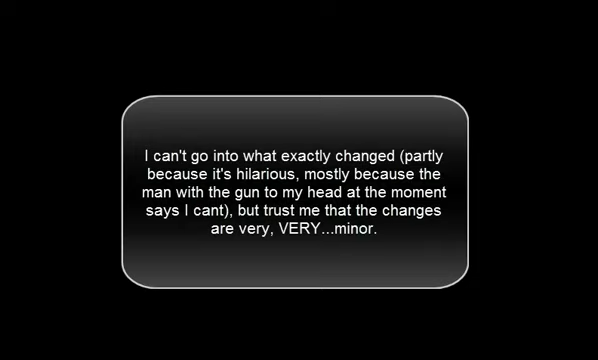 I can't go into what exactly changed (partly
because it's hilarious, mostly because the
man with the gun to my head at the moment
says I cant), but trust me that the changes
are very, VERY...minor.